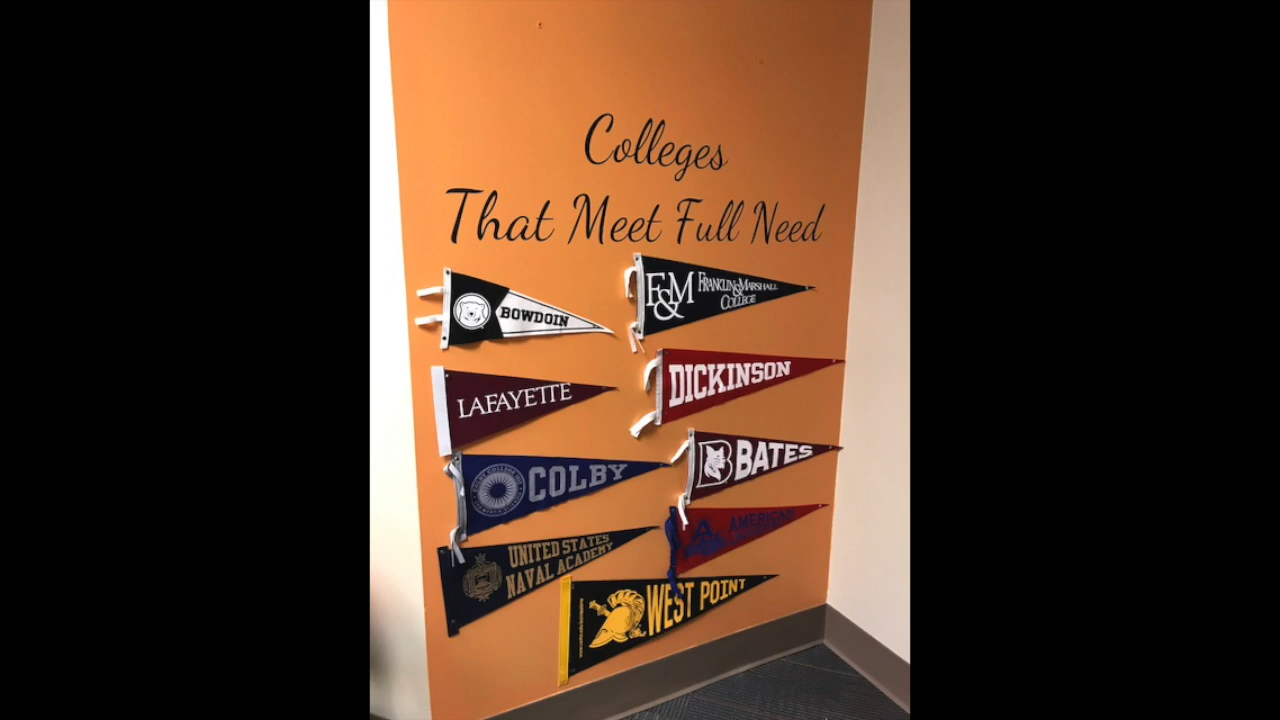 Colleges
That Meet Full Need
BOWDOIN
F&M
FRANKLIN & MARSHALL
COLLEGE
LAFAYETTE
DICKINSON
COLBY
B BATES
UNITED STATES
NAVAL ACADEMY
A AMERICAN
WEST POINT